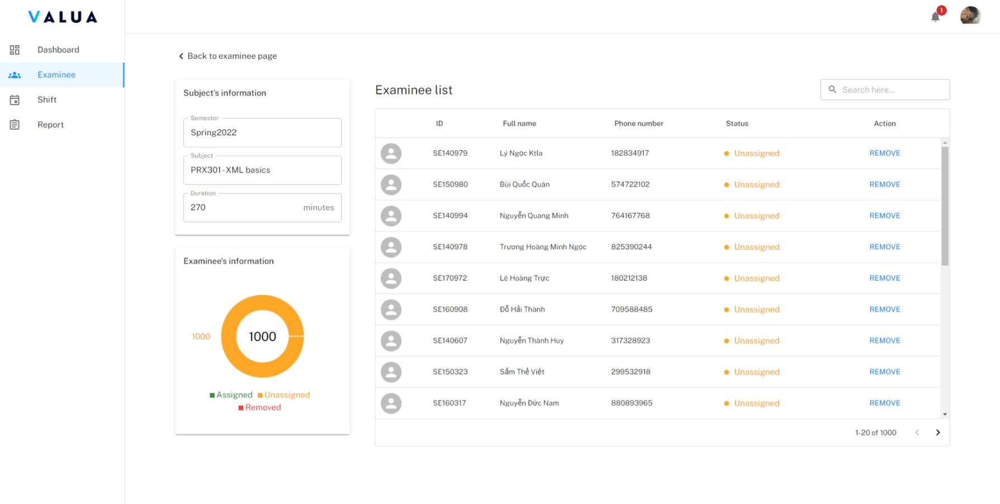 VALUA
1
Dashboard
Examinee
Shift
Report
Back to examinee page
Subject's information
Semester
Spring2022
Subject
PRX301 - XML basics
Duration
270 minutes
Examinee's information
1000
1000
Assigned Unassigned
Removed
Examinee list
Search here...
ID Full name Phone number Status Action
SE140979 Lý Ngọc Ktla 182834917 Unassigned REMOVE
SE150980 Bùi Quốc Quân 574722102 Unassigned REMOVE
SE140994 Nguyễn Quang Minh 764167768 Unassigned REMOVE
SE140978 Trương Hoàng Minh Ngọc 825390244 Unassigned REMOVE
SE170972 Lê Hoàng Trực 180212138 Unassigned REMOVE
SE160908 Đỗ Hải Thành 709588485 Unassigned REMOVE
SE140607 Nguyễn Thành Huy 317328923 Unassigned REMOVE
SE150323 Sầm Thế Việt 299532918 Unassigned REMOVE
SE160317 Nguyễn Đức Nam 880893965 Unassigned REMOVE
1-20 of 1000